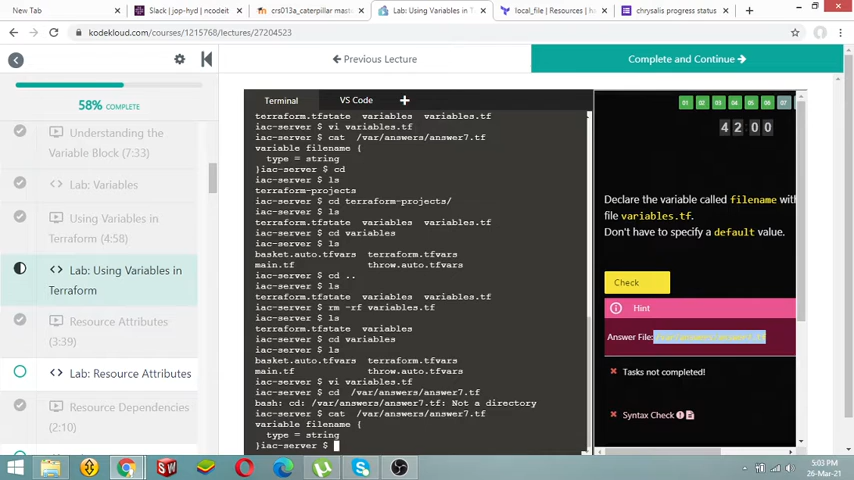 New Tab
Slack | jop-hyd | ncodeit
crs013a_caterpillar mast
Lab: Using Variables in T
local_file | Resources | ha
chrysalis progress status
kodekloud.com/courses/1215768/lectures/27204523
Previous Lecture
Complete and Continue
58% COMPLETE
Understanding the
Variable Block (7:33)
<> Lab: Variables
Using Variables in
Terraform (4:58)
<> Lab: Using Variables in
Terraform
Resource Attributes
(3:39)
<> Lab: Resource Attributes
Resource Dependencies
(2:10)
Terminal
VS Code
+
terraform.tfstate variables variables.tf
iac-server $ vi variables.tf
iac-server $ cat /var/answers/answer7.tf
variable filename {
type = string
}iac-server $ cd
iac-server $ ls
terraform-projects
iac-server $ cd terraform-projects/
iac-server $ ls
terraform.tfstate variables variables.tf
iac-server $ cd variables
iac-server $ ls
basket.auto.tfvars terraform.tfvars
main.tf throw.auto.tfvars
iac-server $ cd ..
iac-server $ ls
terraform.tfstate variables variables.tf
iac-server $ rm -rf variables.tf
iac-server $ ls
terraform.tfstate variables
iac-server $ cd variables
iac-server $ ls
basket.auto.tfvars terraform.tfvars
main.tf throw.auto.tfvars
iac-server $ vi variables.tf
iac-server $ cd /var/answers/answer7.tf
bash: cd: /var/answers/answer7.tf: Not a directory
iac-server $ cat /var/answers/answer7.tf
variable filename {
type = string
}iac-server $
01 02 03 04 05 06 07
42 00
Declare the variable called filename with
file variables.tf.
Don't have to specify a default value.
Check
Hint
Answer File:
Tasks not completed!
Syntax Check
5:03 PM
26-Mar-21